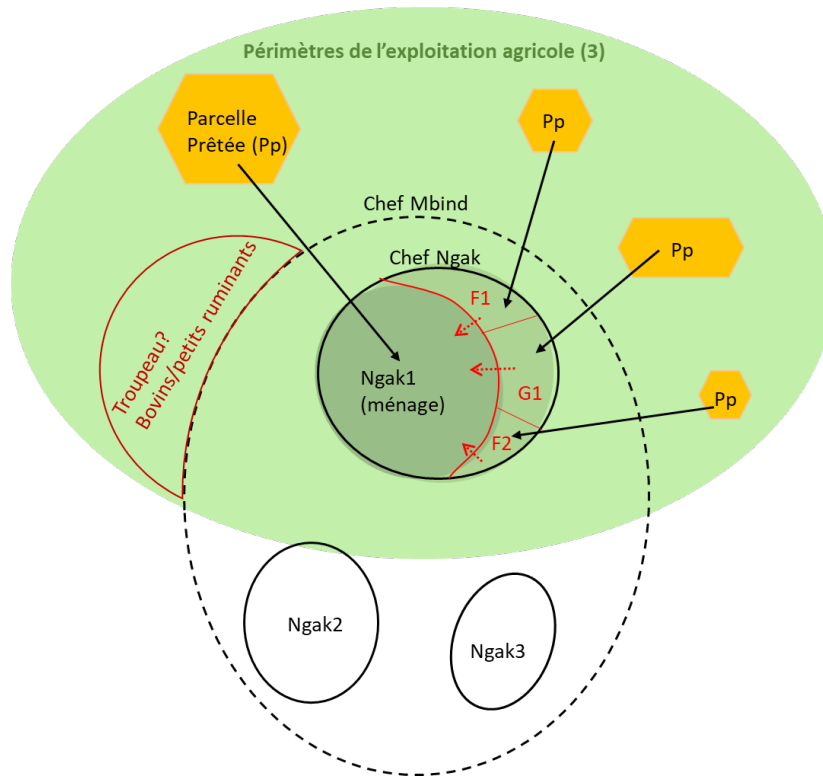 Périmètres de l'exploitation agricole (3)
Parcelle
Prêtée (Pp)
Pp
Chef Mbind
Chef Ngak
Pp
Troupeau?
Bovins/petits ruminants
F1
Ngak1
(ménage)
G1
Pp
F2
Ngak2
Ngak3